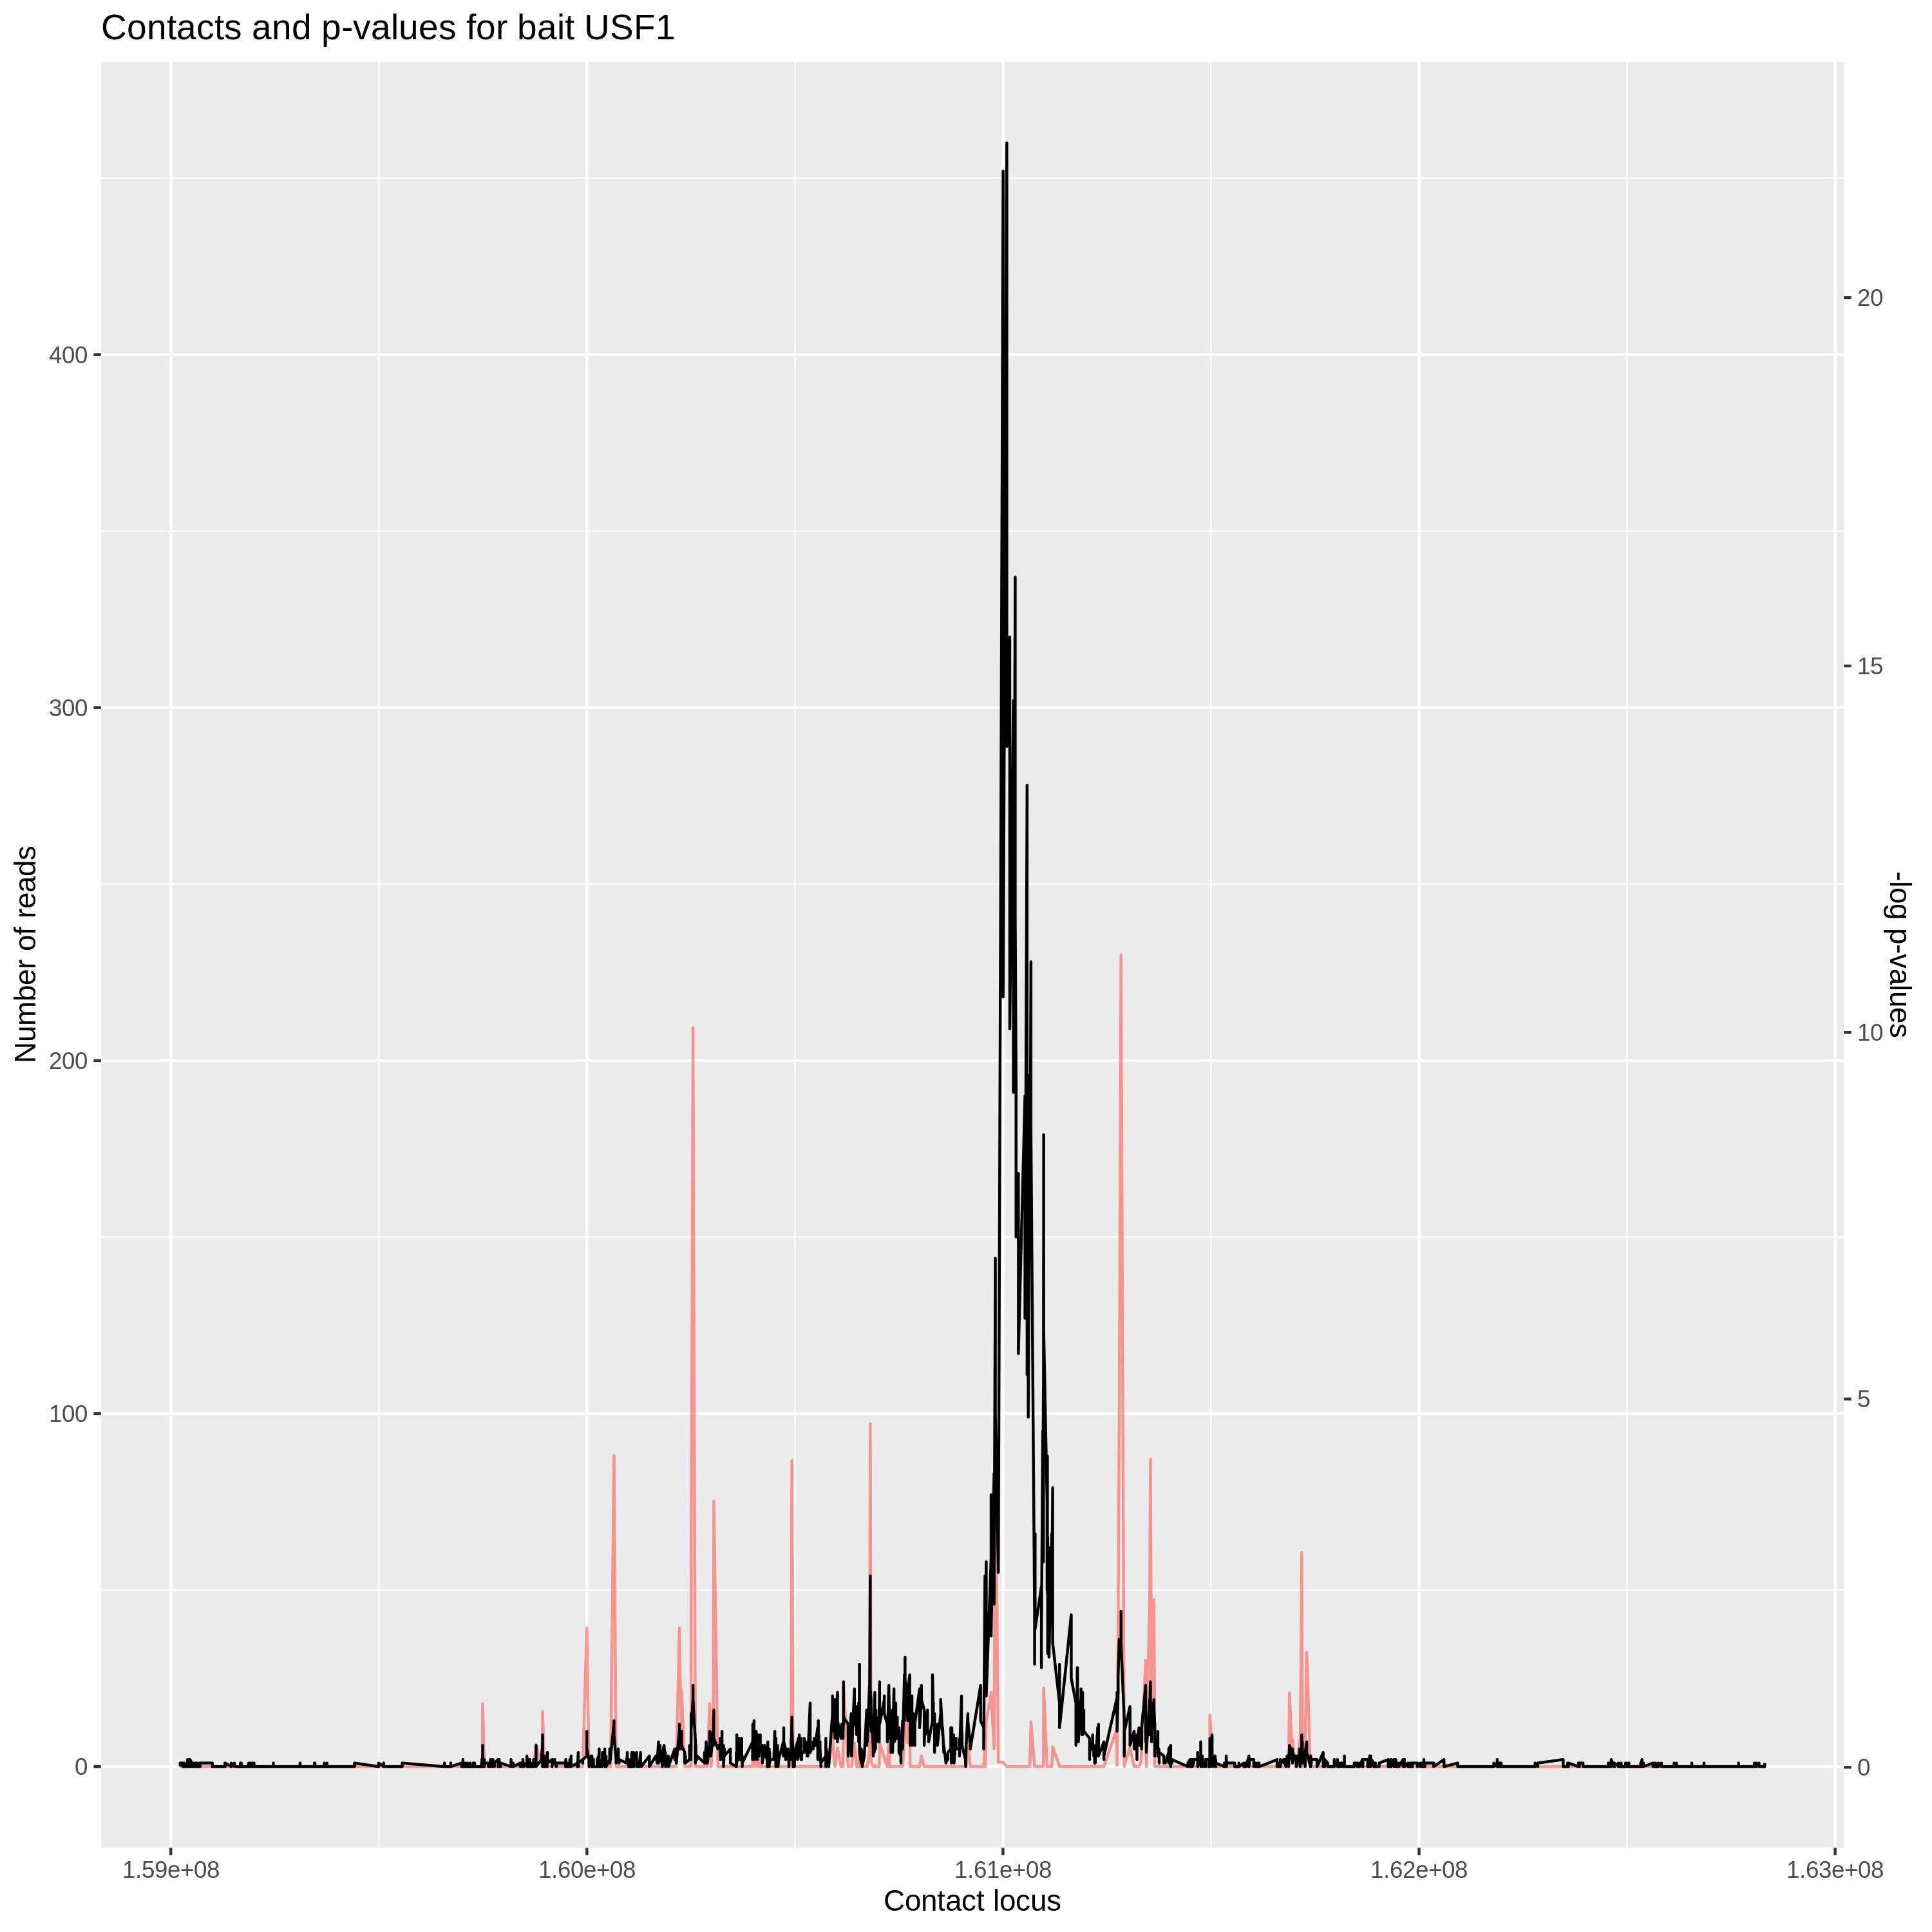 Contacts and p-values for bait USF1
Number of reads
400
300
200
100
0
20
15
10
5
0
-log p-values
1.59e+08
1.60e+08
1.61e+08
1.62e+08
1.63e+08
Contact locus